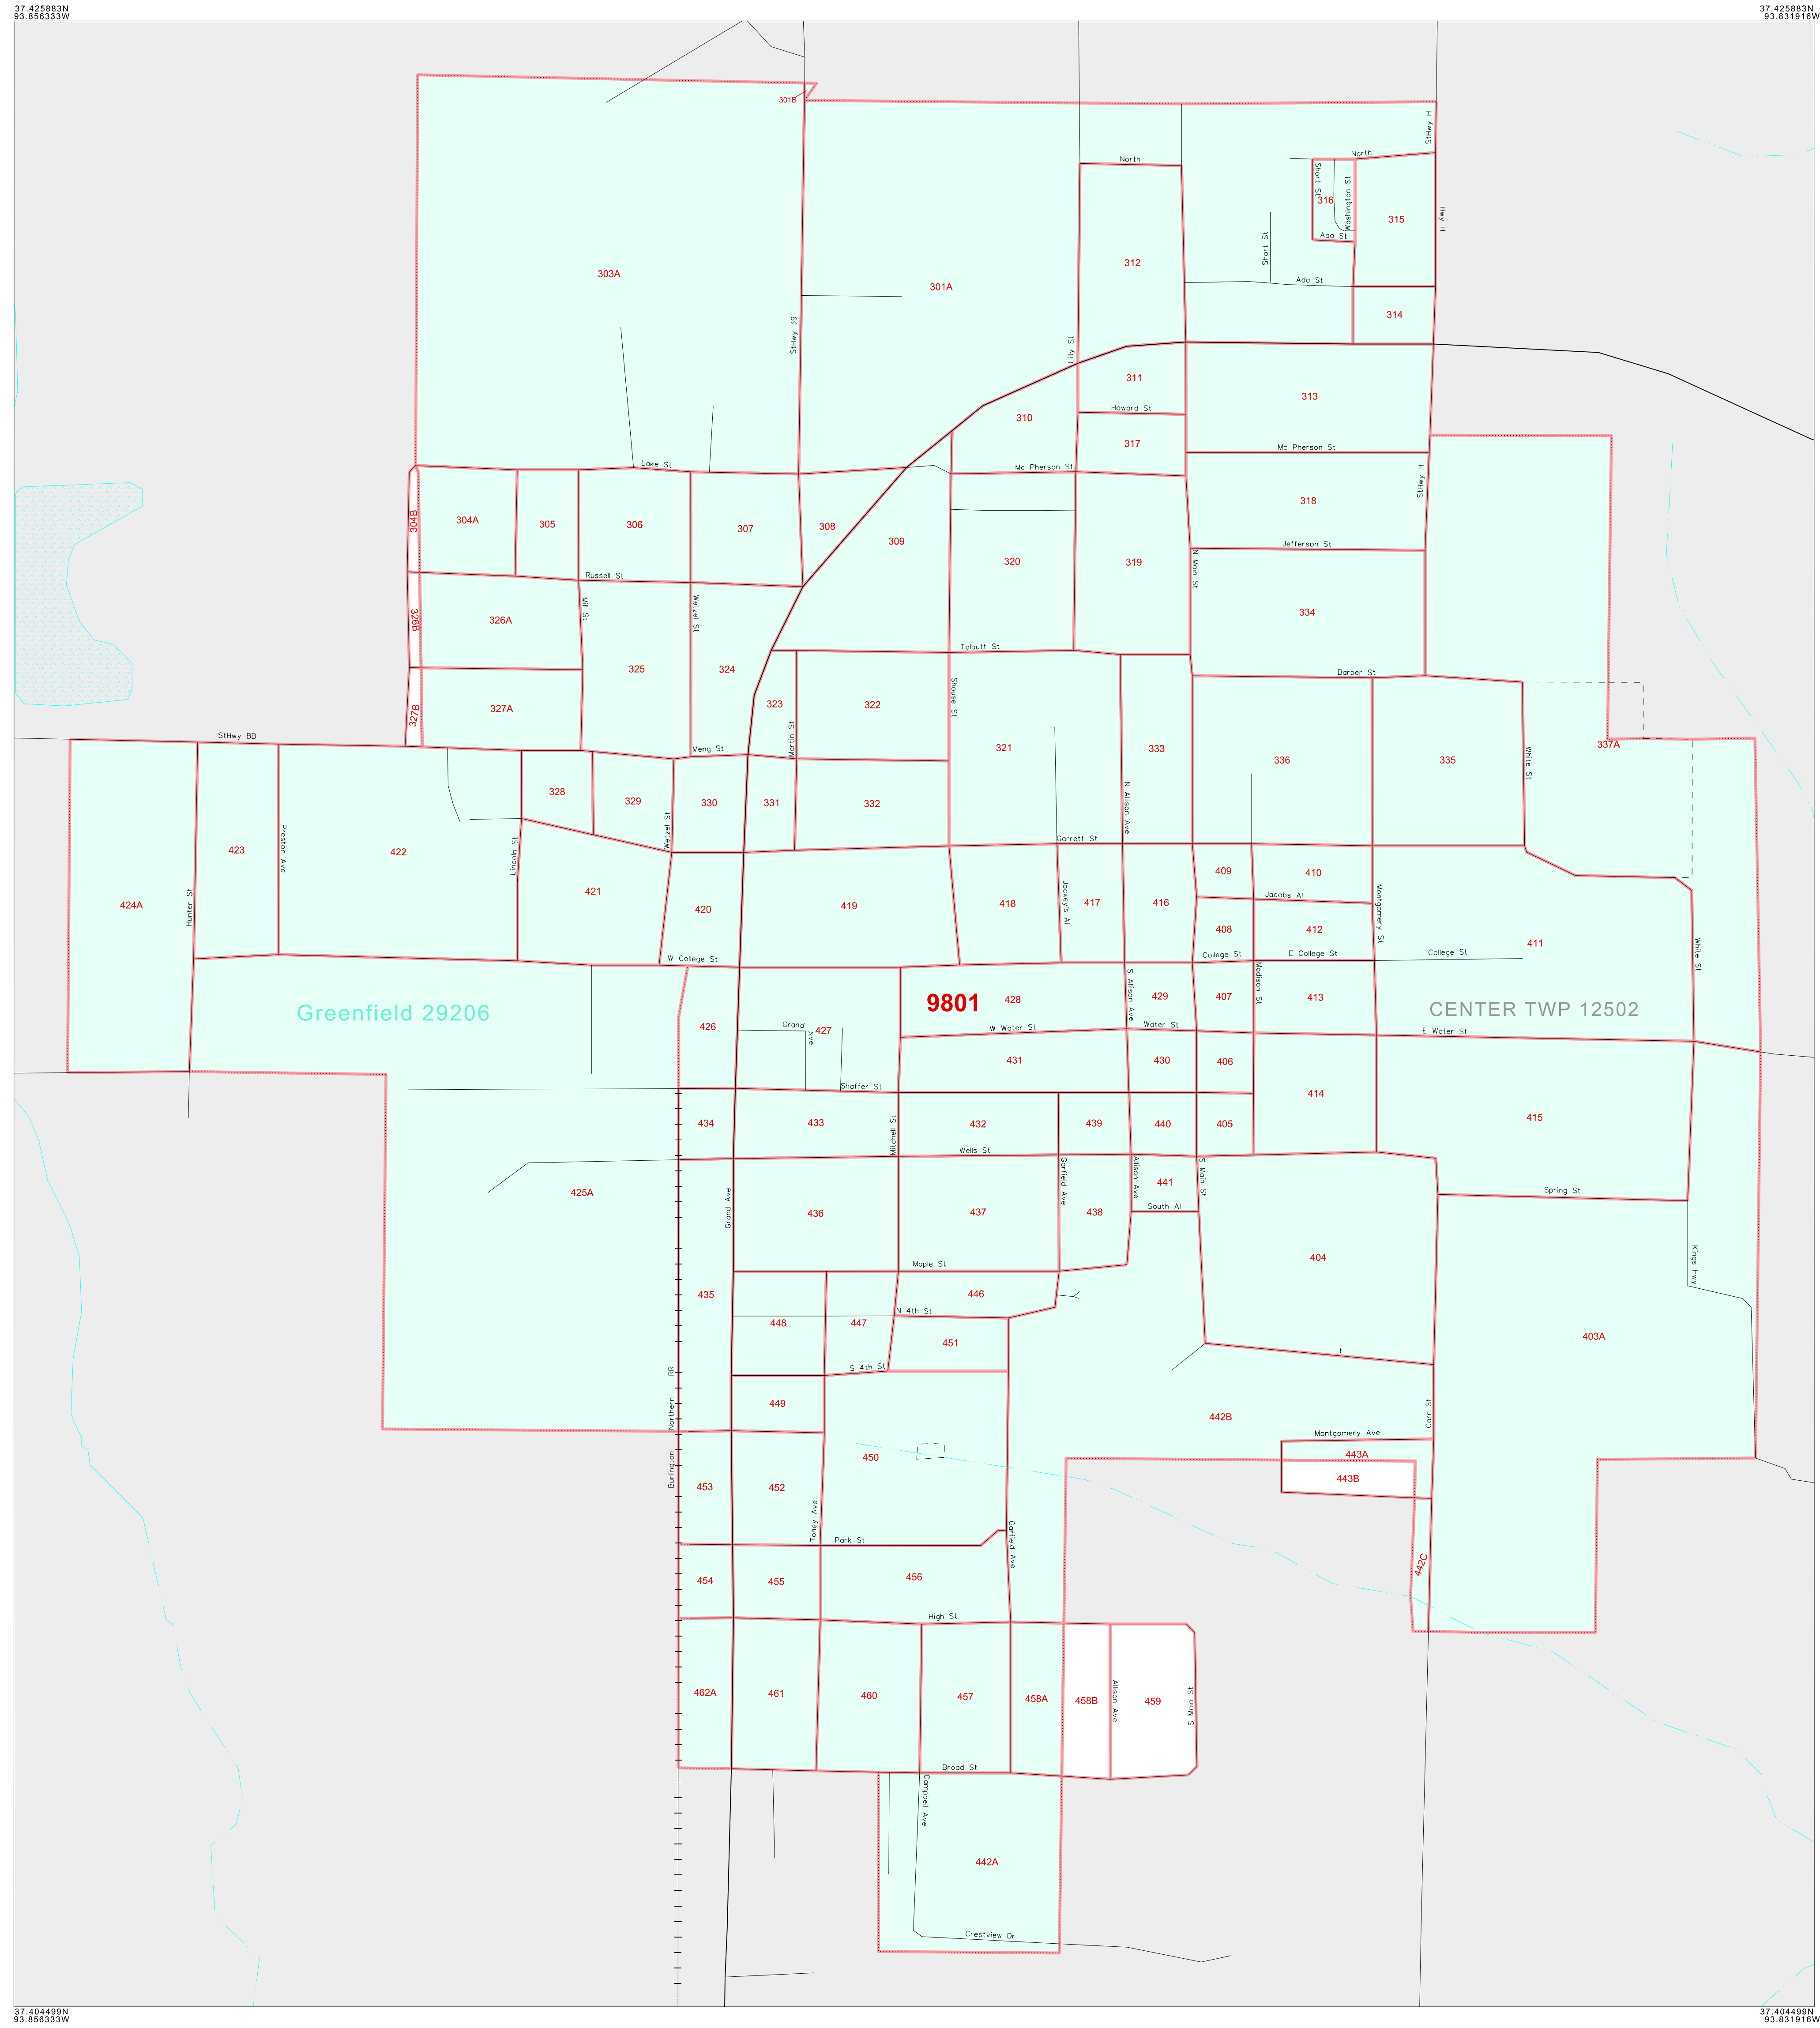 37.425883N
93.856333W
37.425883N
93.831916W
301B
StHwy H
North
North
Short St
Washington St
316
315
Hwy H
Ada St
Short St
312
303A
301A
Ada St
314
StHwy 39
Lily St
311
313
Howard St
310
317
Mc Pherson St
Lake St
Mc Pherson St
StHwy H
318
304B
304A
305
306
307
308
309
Jefferson St
320
319
N Main St
Russell St
Mill St
Wetzel St
334
326B
326A
Talbutt St
325
324
Barber St
Shouse St
327A
327B
323
322
StHwy BB
Meng St
Martin St
321
333
336
335
White St
337A
328
329
330
331
332
N Allison Ave
Wetzel St
Preston Ave
Lincoln St
Garrett St
423
422
409
410
421
Jockey's Al
Jacobs Al
Montgomery St
424A
Hunter St
420
419
418
417
416
408
412
411
White St
W College St
College St
E College St
College St
Greenfield 29206
9801
428
S Allison Ave
429
407
Madison St
413
CENTER TWP 12502
426
Grand Ave
427
W Water St
Water St
E Water St
431
430
406
Shaffer St
414
415
434
433
Mitchell St
432
439
440
405
Wells St
425A
Garfield Ave
Allison Ave
441
S Main St
Spring St
Grand Ave
436
437
438
South Al
404
Kings Hwy
Maple St
435
446
N 4th St
448
447
451
403A
t
S 4th St
Burlington Northern RR
449
442B
Carr St
Montgomery Ave
450
443A
443B
453
452
Toney Ave
Park St
Garfield Ave
442C
454
455
456
High St
462A
461
460
457
458A
458B
Allison Ave
459
S Main St
Broad St
Campbell Ave
442A
Crestview Dr
37.404499N
93.856333W
37.404499N
93.831916W